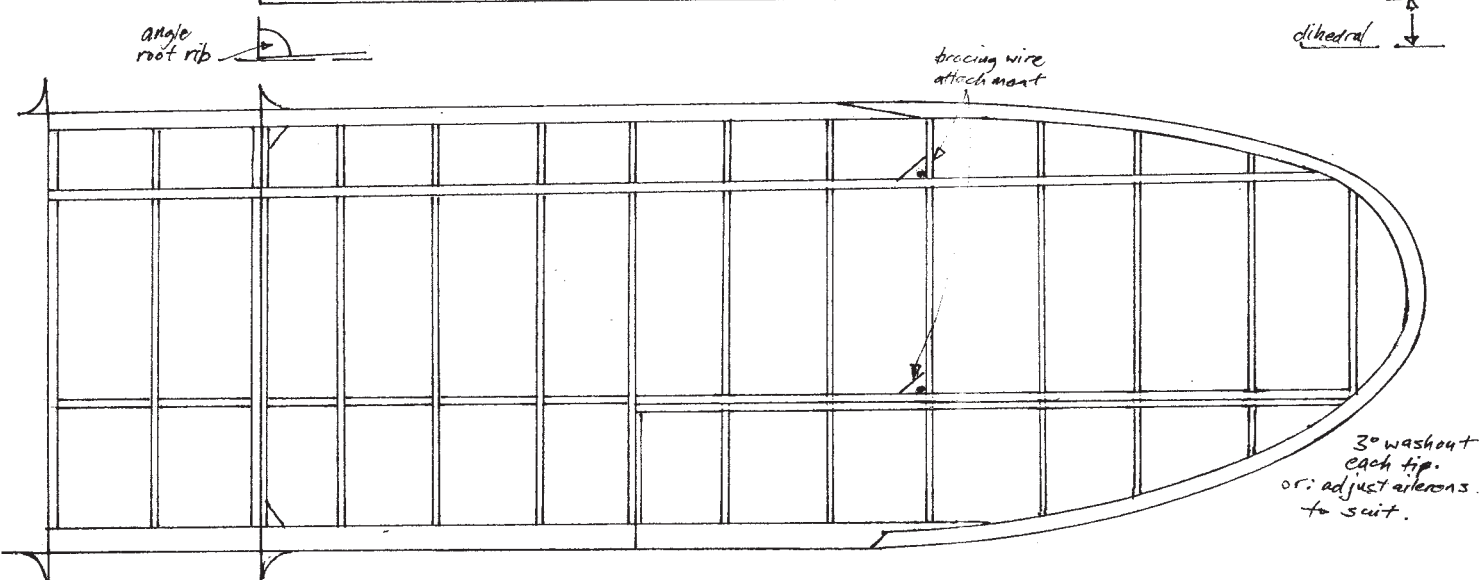 angle
root rib
bracing wire
attachment
dihedral
3° washout
each tip.
or: adjust ailerons.
to suit.